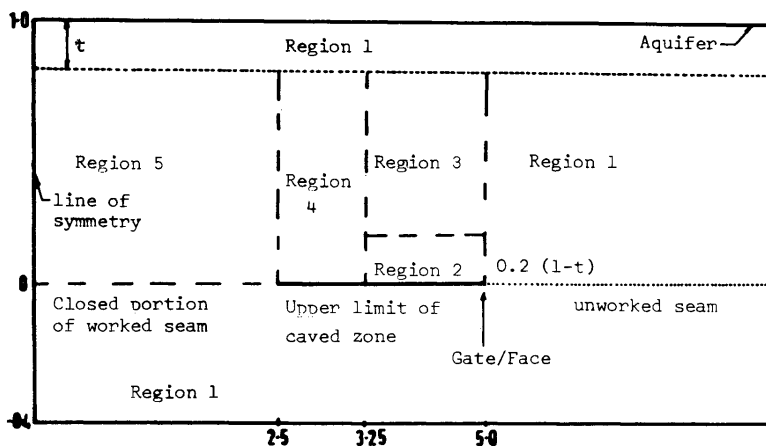 1·0
t
Region 1
Aquifer
Region 5
Region
4
Region 3
Region 1
line of
symmetry
Region 2
0.2 (1-t)
0
Closed portion
of worked seam
Upper limit of
caved zone
unworked seam
Gate/Face
Region 1
-0·4
2·5
3·25
5·0